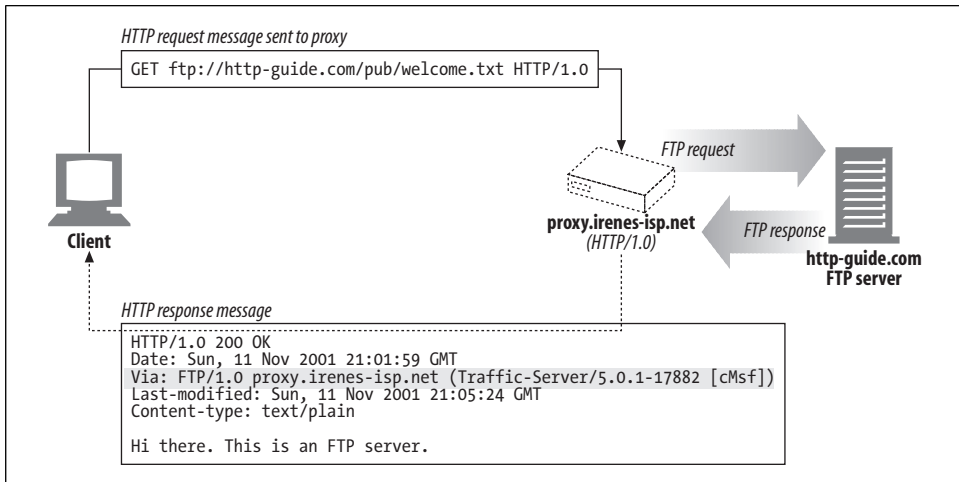 HTTP request message sent to proxy
GET ftp://http-guide.com/pub/welcome.txt HTTP/1.0
FTP request
proxy.irenes-isp.net
(HTTP/1.0)
FTP response
Client
http-guide.com
FTP server
HTTP response message
HTTP/1.0 200 OK
Date: Sun, 11 Nov 2001 21:01:59 GMT
Via: FTP/1.0 proxy.irenes-isp.net (Traffic-Server/5.0.1-17882 [cMsf])
Last-modified: Sun, 11 Nov 2001 21:05:24 GMT
Content-type: text/plain
Hi there. This is an FTP server.